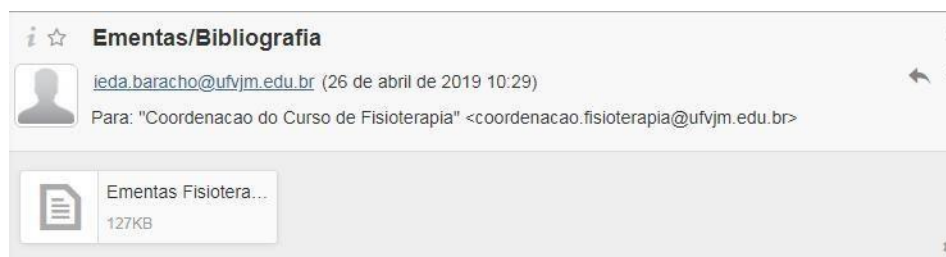 Ementas/Bibliografia
ieda.baracho@ufvjm.edu.br (26 de abril de 2019 10:29)
Para: "Coordenacao do Curso de Fisioterapia" <coordenacao.fisioterapia@ufvjm.edu.br>
Ementas Fisiotera...
127KB